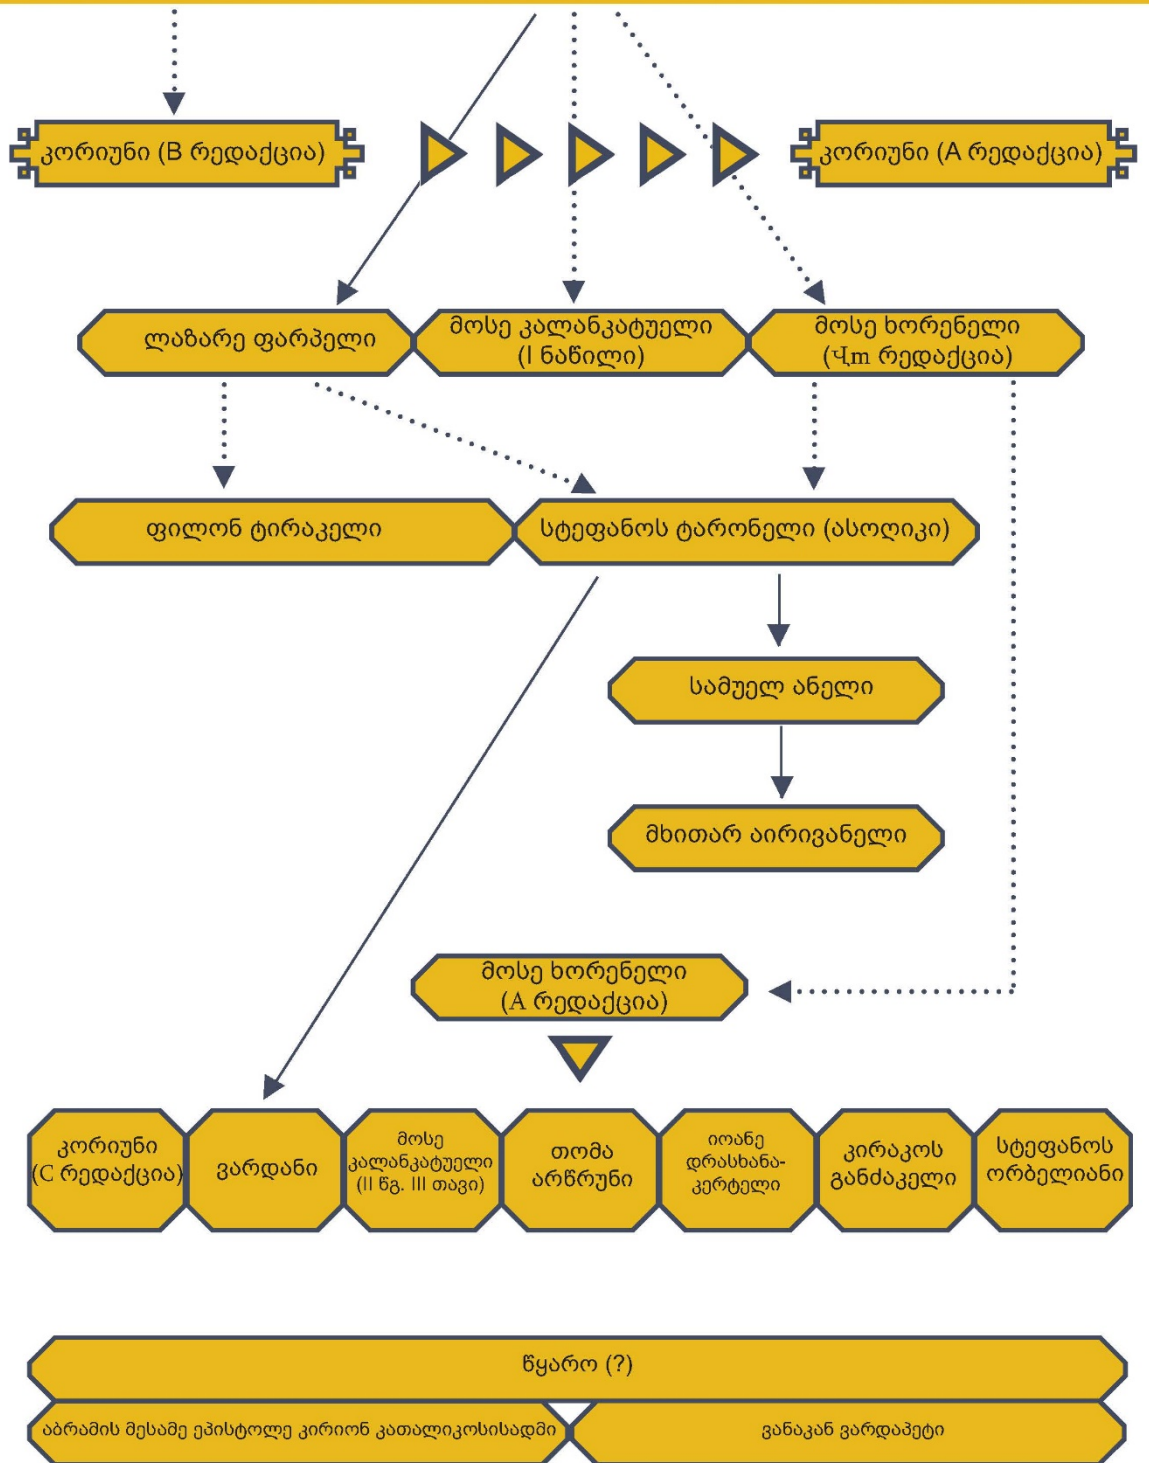 კორიუნი (B რედაქცია)
კორიუნი (A რედაქცია)
ლაზარე ფარპელი
მოსე კალანკატუელი
(I ნაწილი)
მოსე ხორენელი
(Վm რედაქცია)
ფილონ ტირაკელი
სტეფანოს ტარონელი (ასოღიკი)
სამუელ ანელი
მხითარ აირივანელი
მოსე ხორენელი
(A რედაქცია)
კორიუნი
(C რედაქცია)
ვარდანი
მოსე
კალანკატუელი
(II წგ. III თავი)
თომა
არწრუნი
იოანე
დრასხანა-
კერტელი
კირაკოს
განძაკელი
სტეფანოს
ორბელიანი
წყარო (?)
აბრამის მესამე ეპისტოლე კირიონ კათალიკოსისადმი
ვანაკან ვარდაპეტი